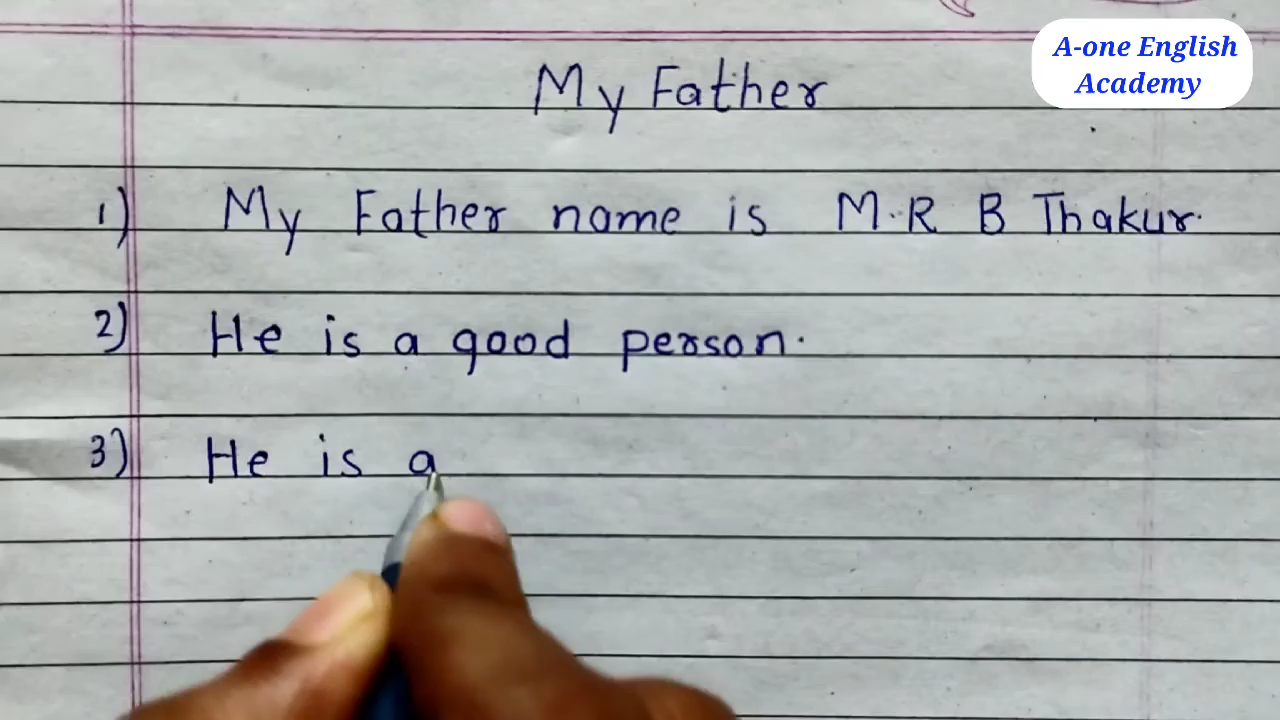 A-one English
Academy
My Father
1) My Father name is M.R B Thakur.
2) He is a good person.
3) He is a